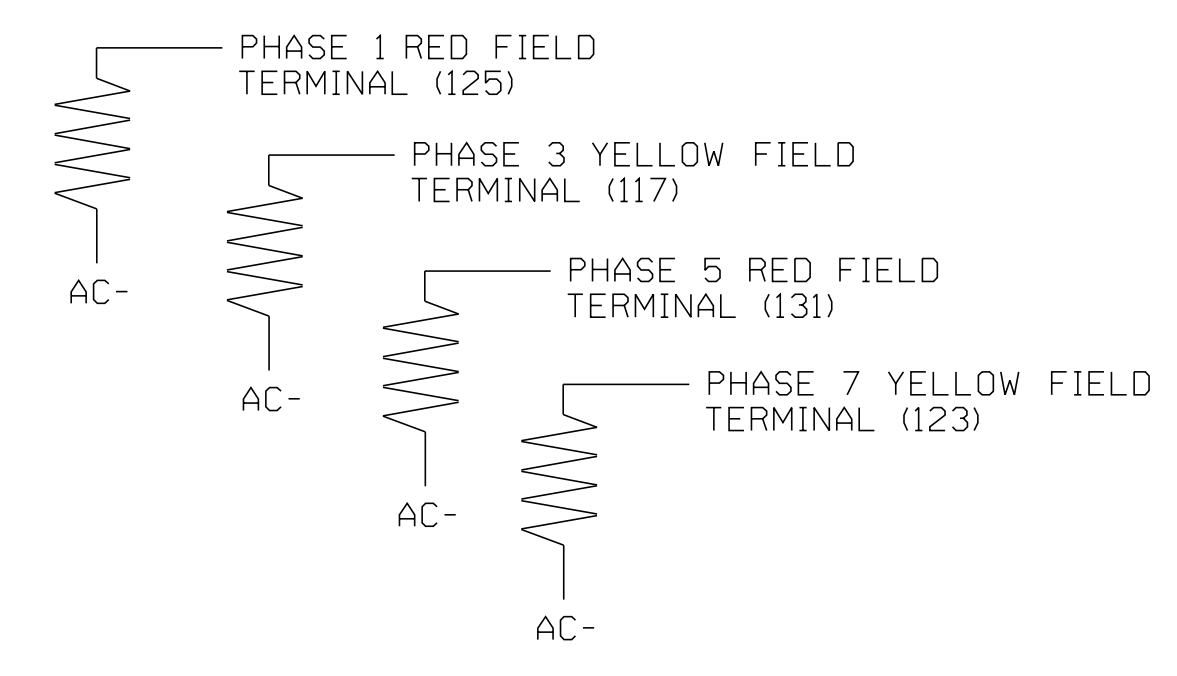 PHASE 1 RED FIELD
TERMINAL (125)
AC-
PHASE 3 YELLOW FIELD
TERMINAL (117)
AC-
PHASE 5 RED FIELD
TERMINAL (131)
AC-
PHASE 7 YELLOW FIELD
TERMINAL (123)
AC-